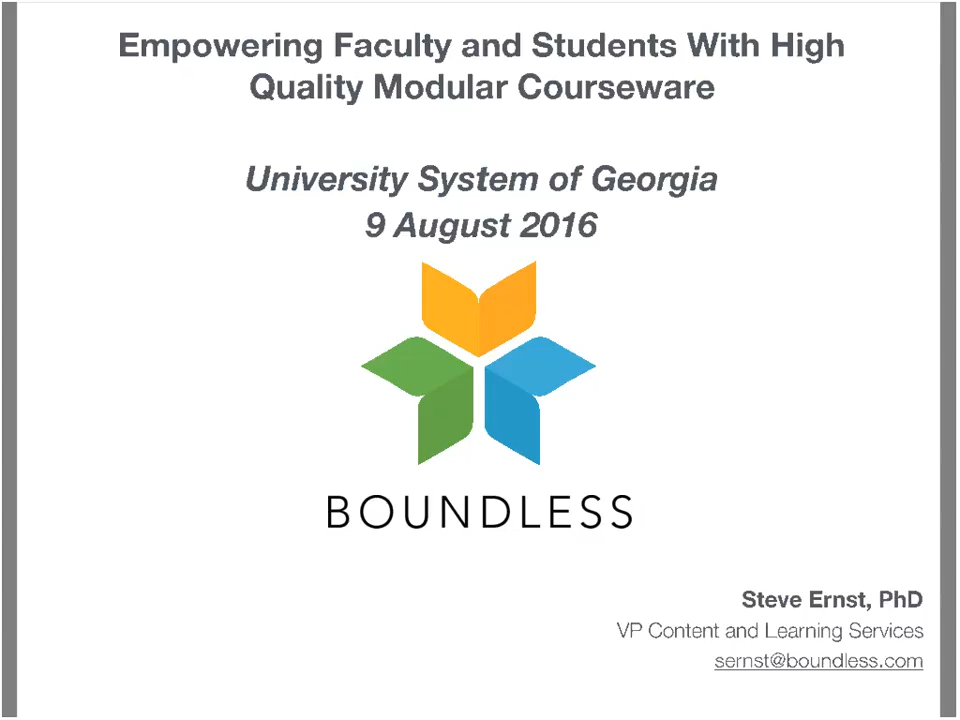 Empowering Faculty and Students With High
Quality Modular Courseware
University System of Georgia
9 August 2016
BOUNDLESS
Steve Ernst, PhD
VP Content and Learning Services
sernst@boundless.com